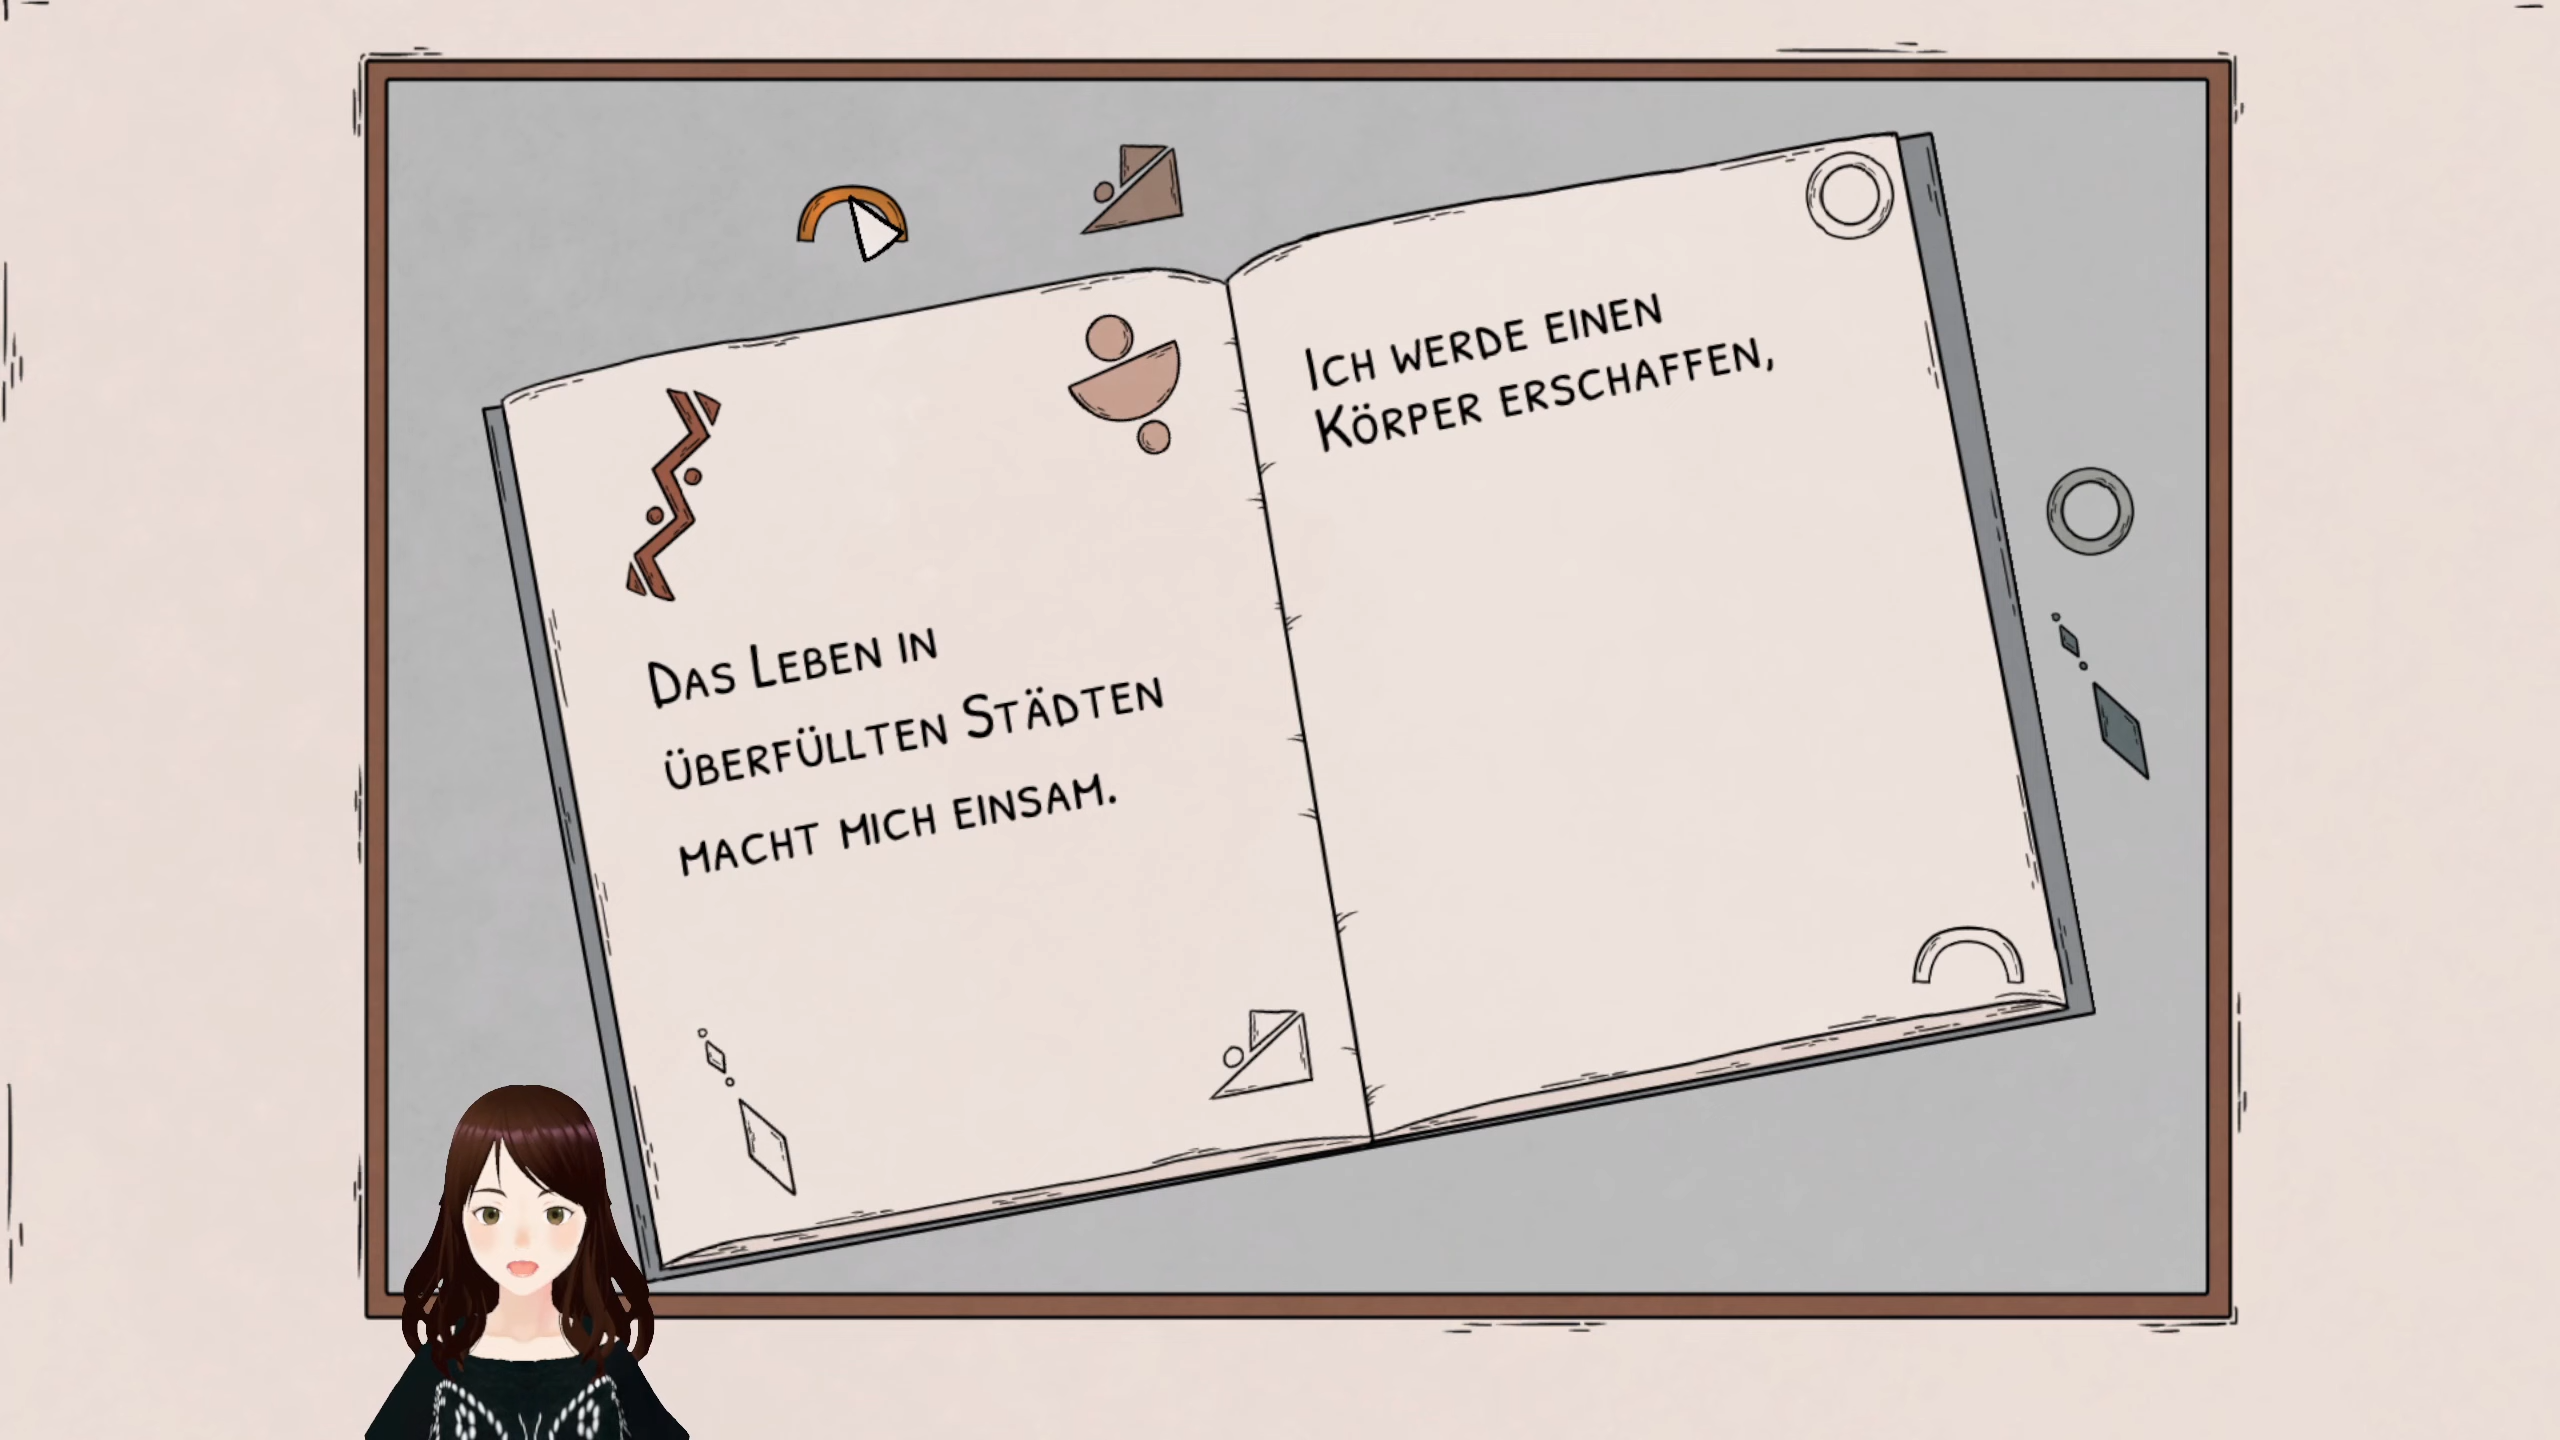 Das Leben in
überfüllten Städten
macht mich einsam.
Ich werde einen
Körper erschaffen,